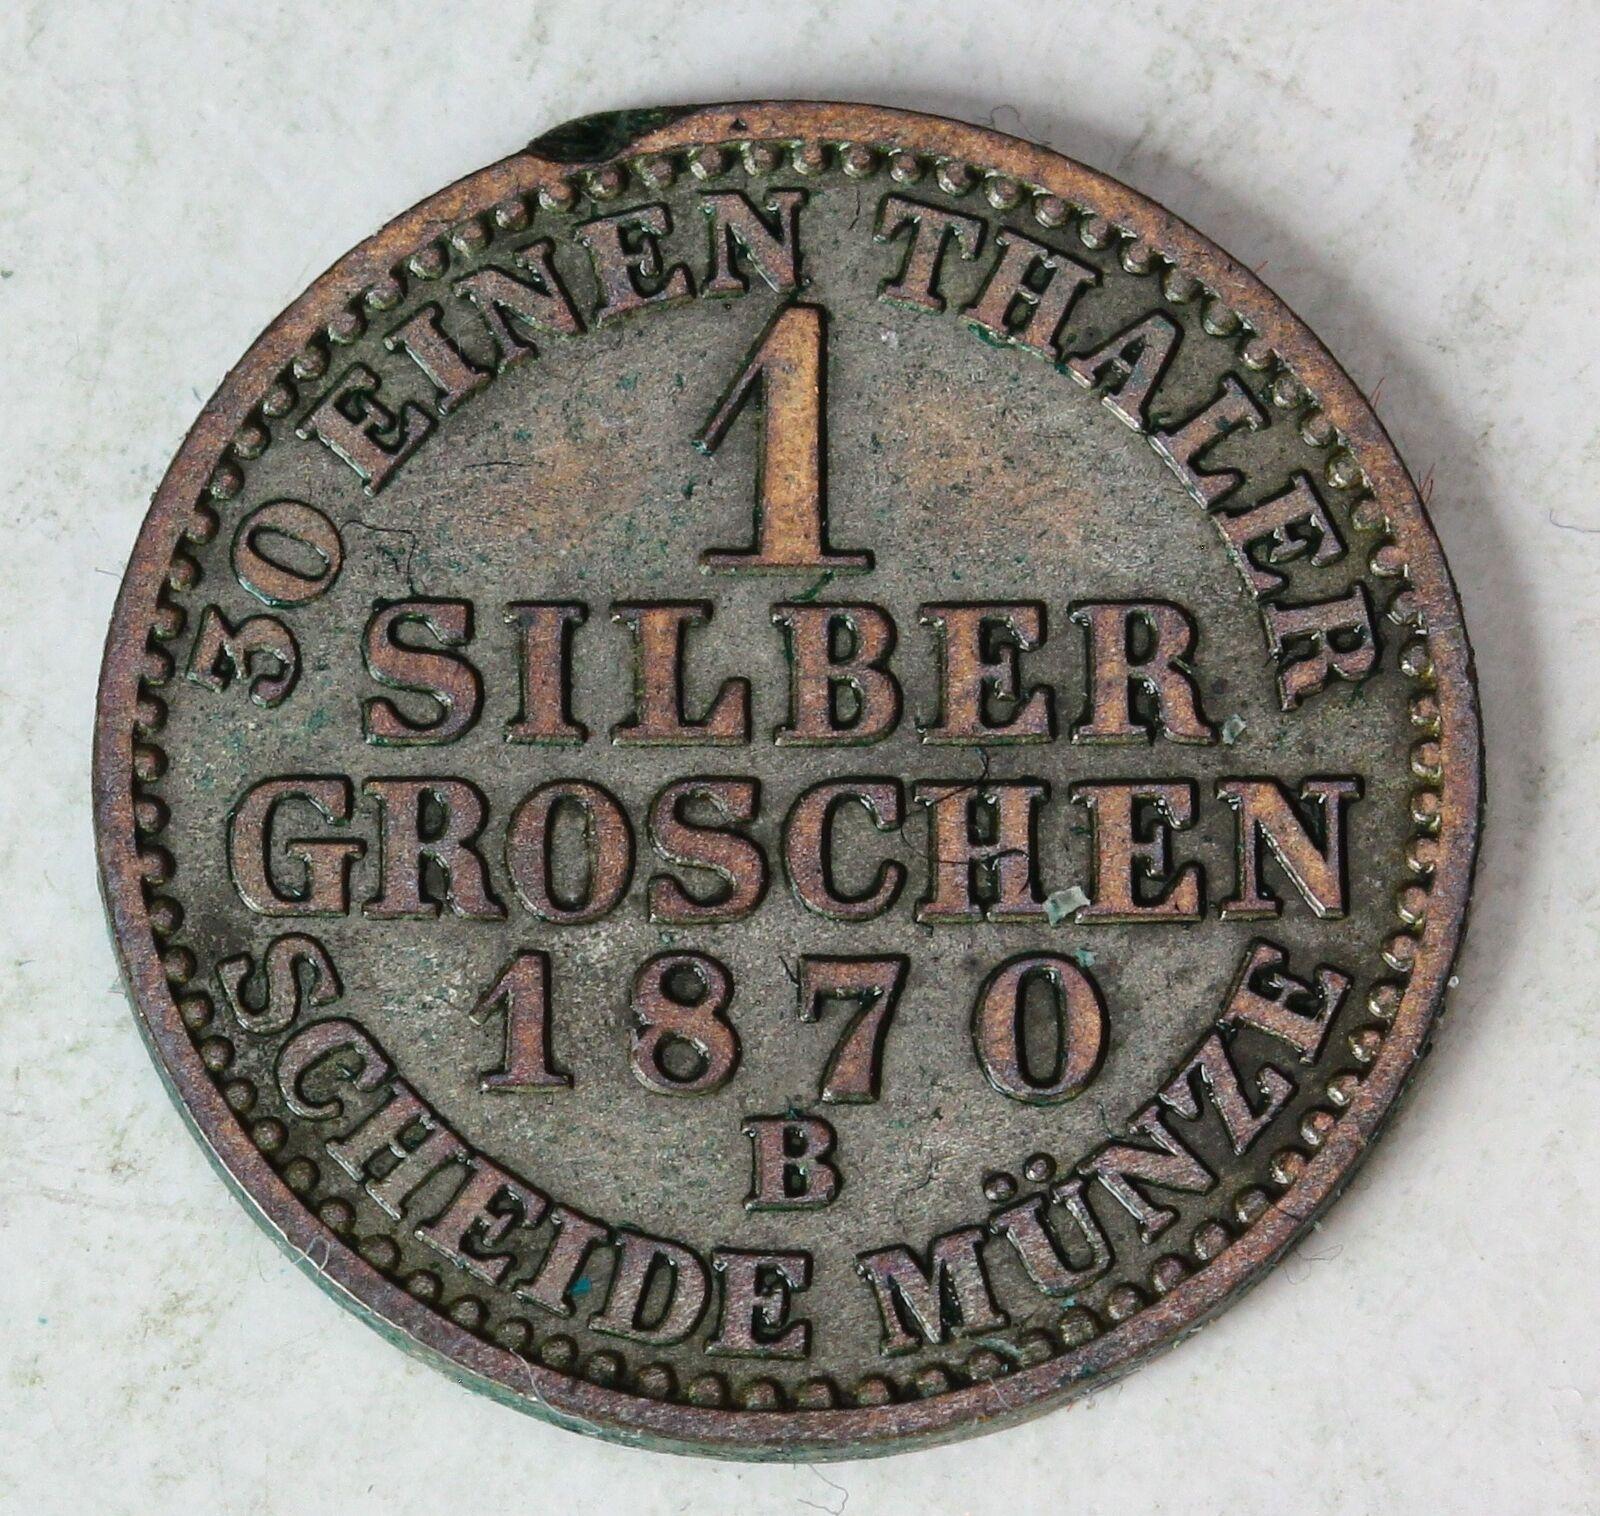 30 EINEN THALER
1
SILBER
GROSCHEN
1870
B
SCHEIDE MÜNZE